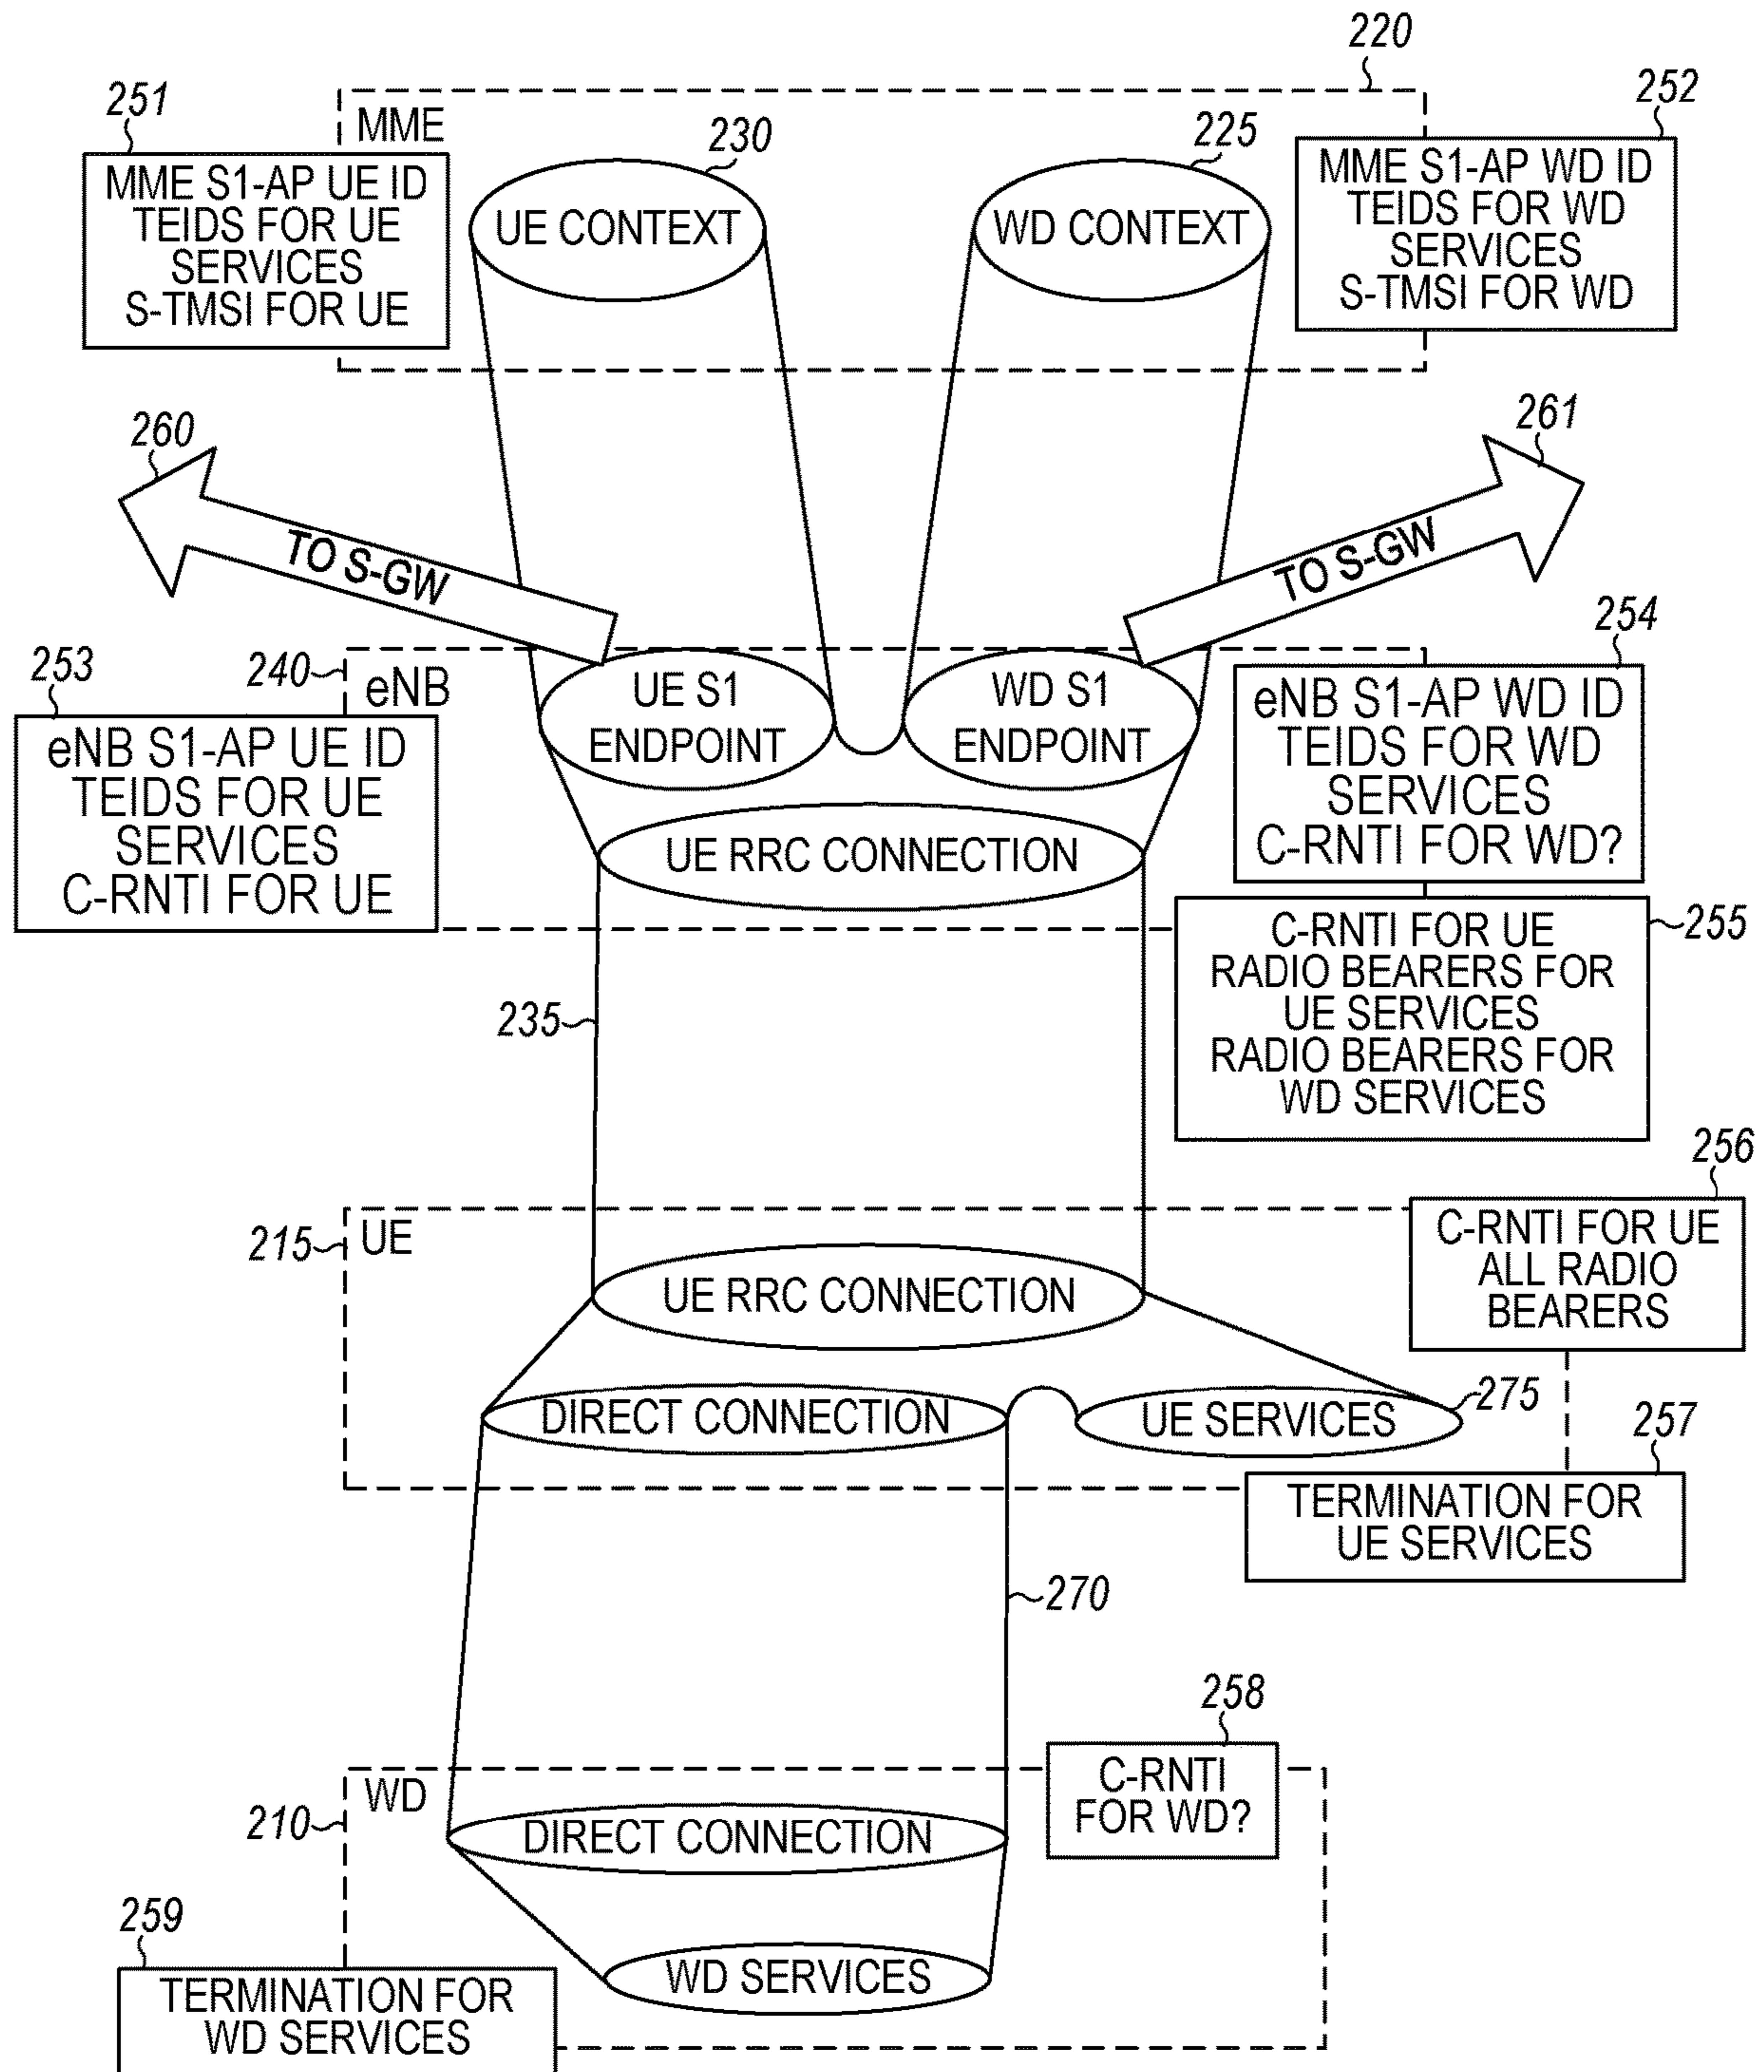 220
251
252
MME
230
225
MME S1-AP UE ID
TEIDS FOR UE
SERVICES
S-TMSI FOR UE
UE CONTEXT
WD CONTEXT
MME S1-AP WD ID
TEIDS FOR WD
SERVICES
S-TMSI FOR WD
260
261
TO S-GW
TO S-GW
253
240
eNB
254
eNB S1-AP UE ID
TEIDS FOR UE
SERVICES
C-RNTI FOR UE
UE S1
ENDPOINT
WD S1
ENDPOINT
eNB S1-AP WD ID
TEIDS FOR WD
SERVICES
C-RNTI FOR WD?
UE RRC CONNECTION
255
C-RNTI FOR UE
RADIO BEARERS FOR
UE SERVICES
RADIO BEARERS FOR
WD SERVICES
235
256
215
UE
C-RNTI FOR UE
ALL RADIO
BEARERS
UE RRC CONNECTION
DIRECT CONNECTION
UE SERVICES
275
257
TERMINATION FOR
UE SERVICES
270
258
C-RNTI
FOR WD?
210
WD
DIRECT CONNECTION
259
WD SERVICES
TERMINATION FOR
WD SERVICES